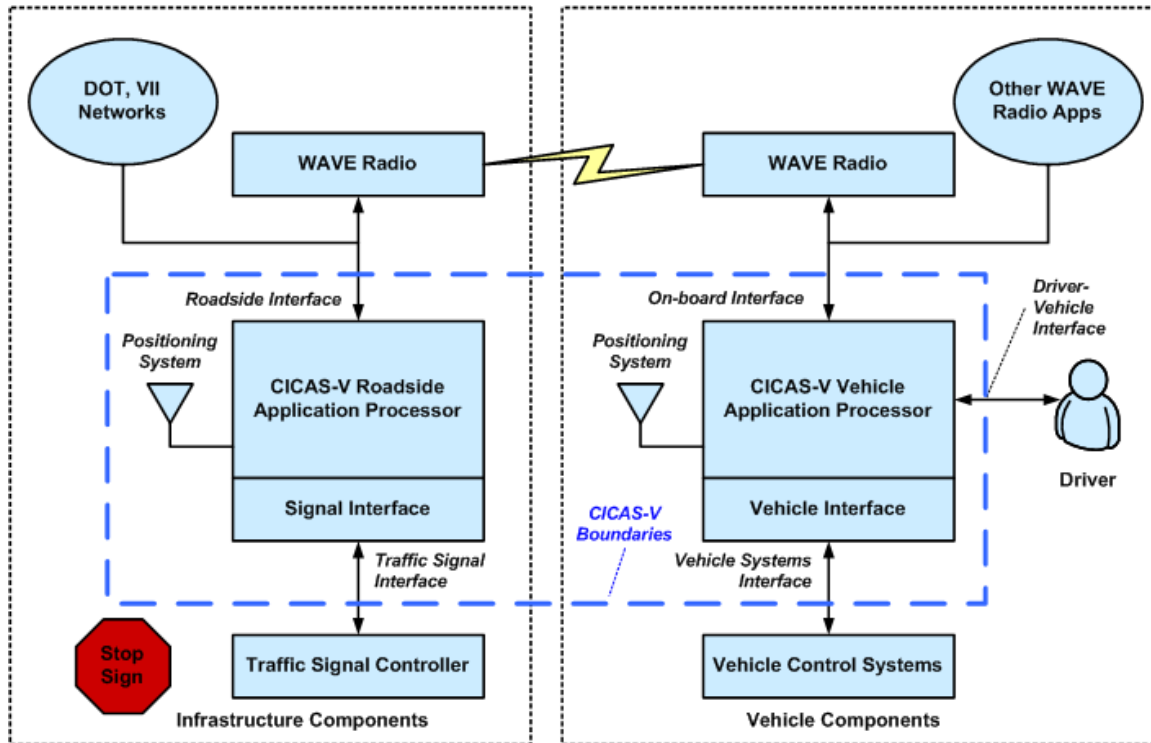 DOT, VII
Networks
Other WAVE
Radio Apps
WAVE Radio
WAVE Radio
Roadside Interface
On-board Interface
Driver-
Vehicle
Interface
Positioning
System
CICAS-V Roadside
Application Processor
Positioning
System
CICAS-V Vehicle
Application Processor
Driver
Signal Interface
CICAS-V
Boundaries
Vehicle Interface
Traffic Signal
Interface
Vehicle Systems
Interface
Stop
Sign
Traffic Signal Controller
Vehicle Control Systems
Infrastructure Components
Vehicle Components